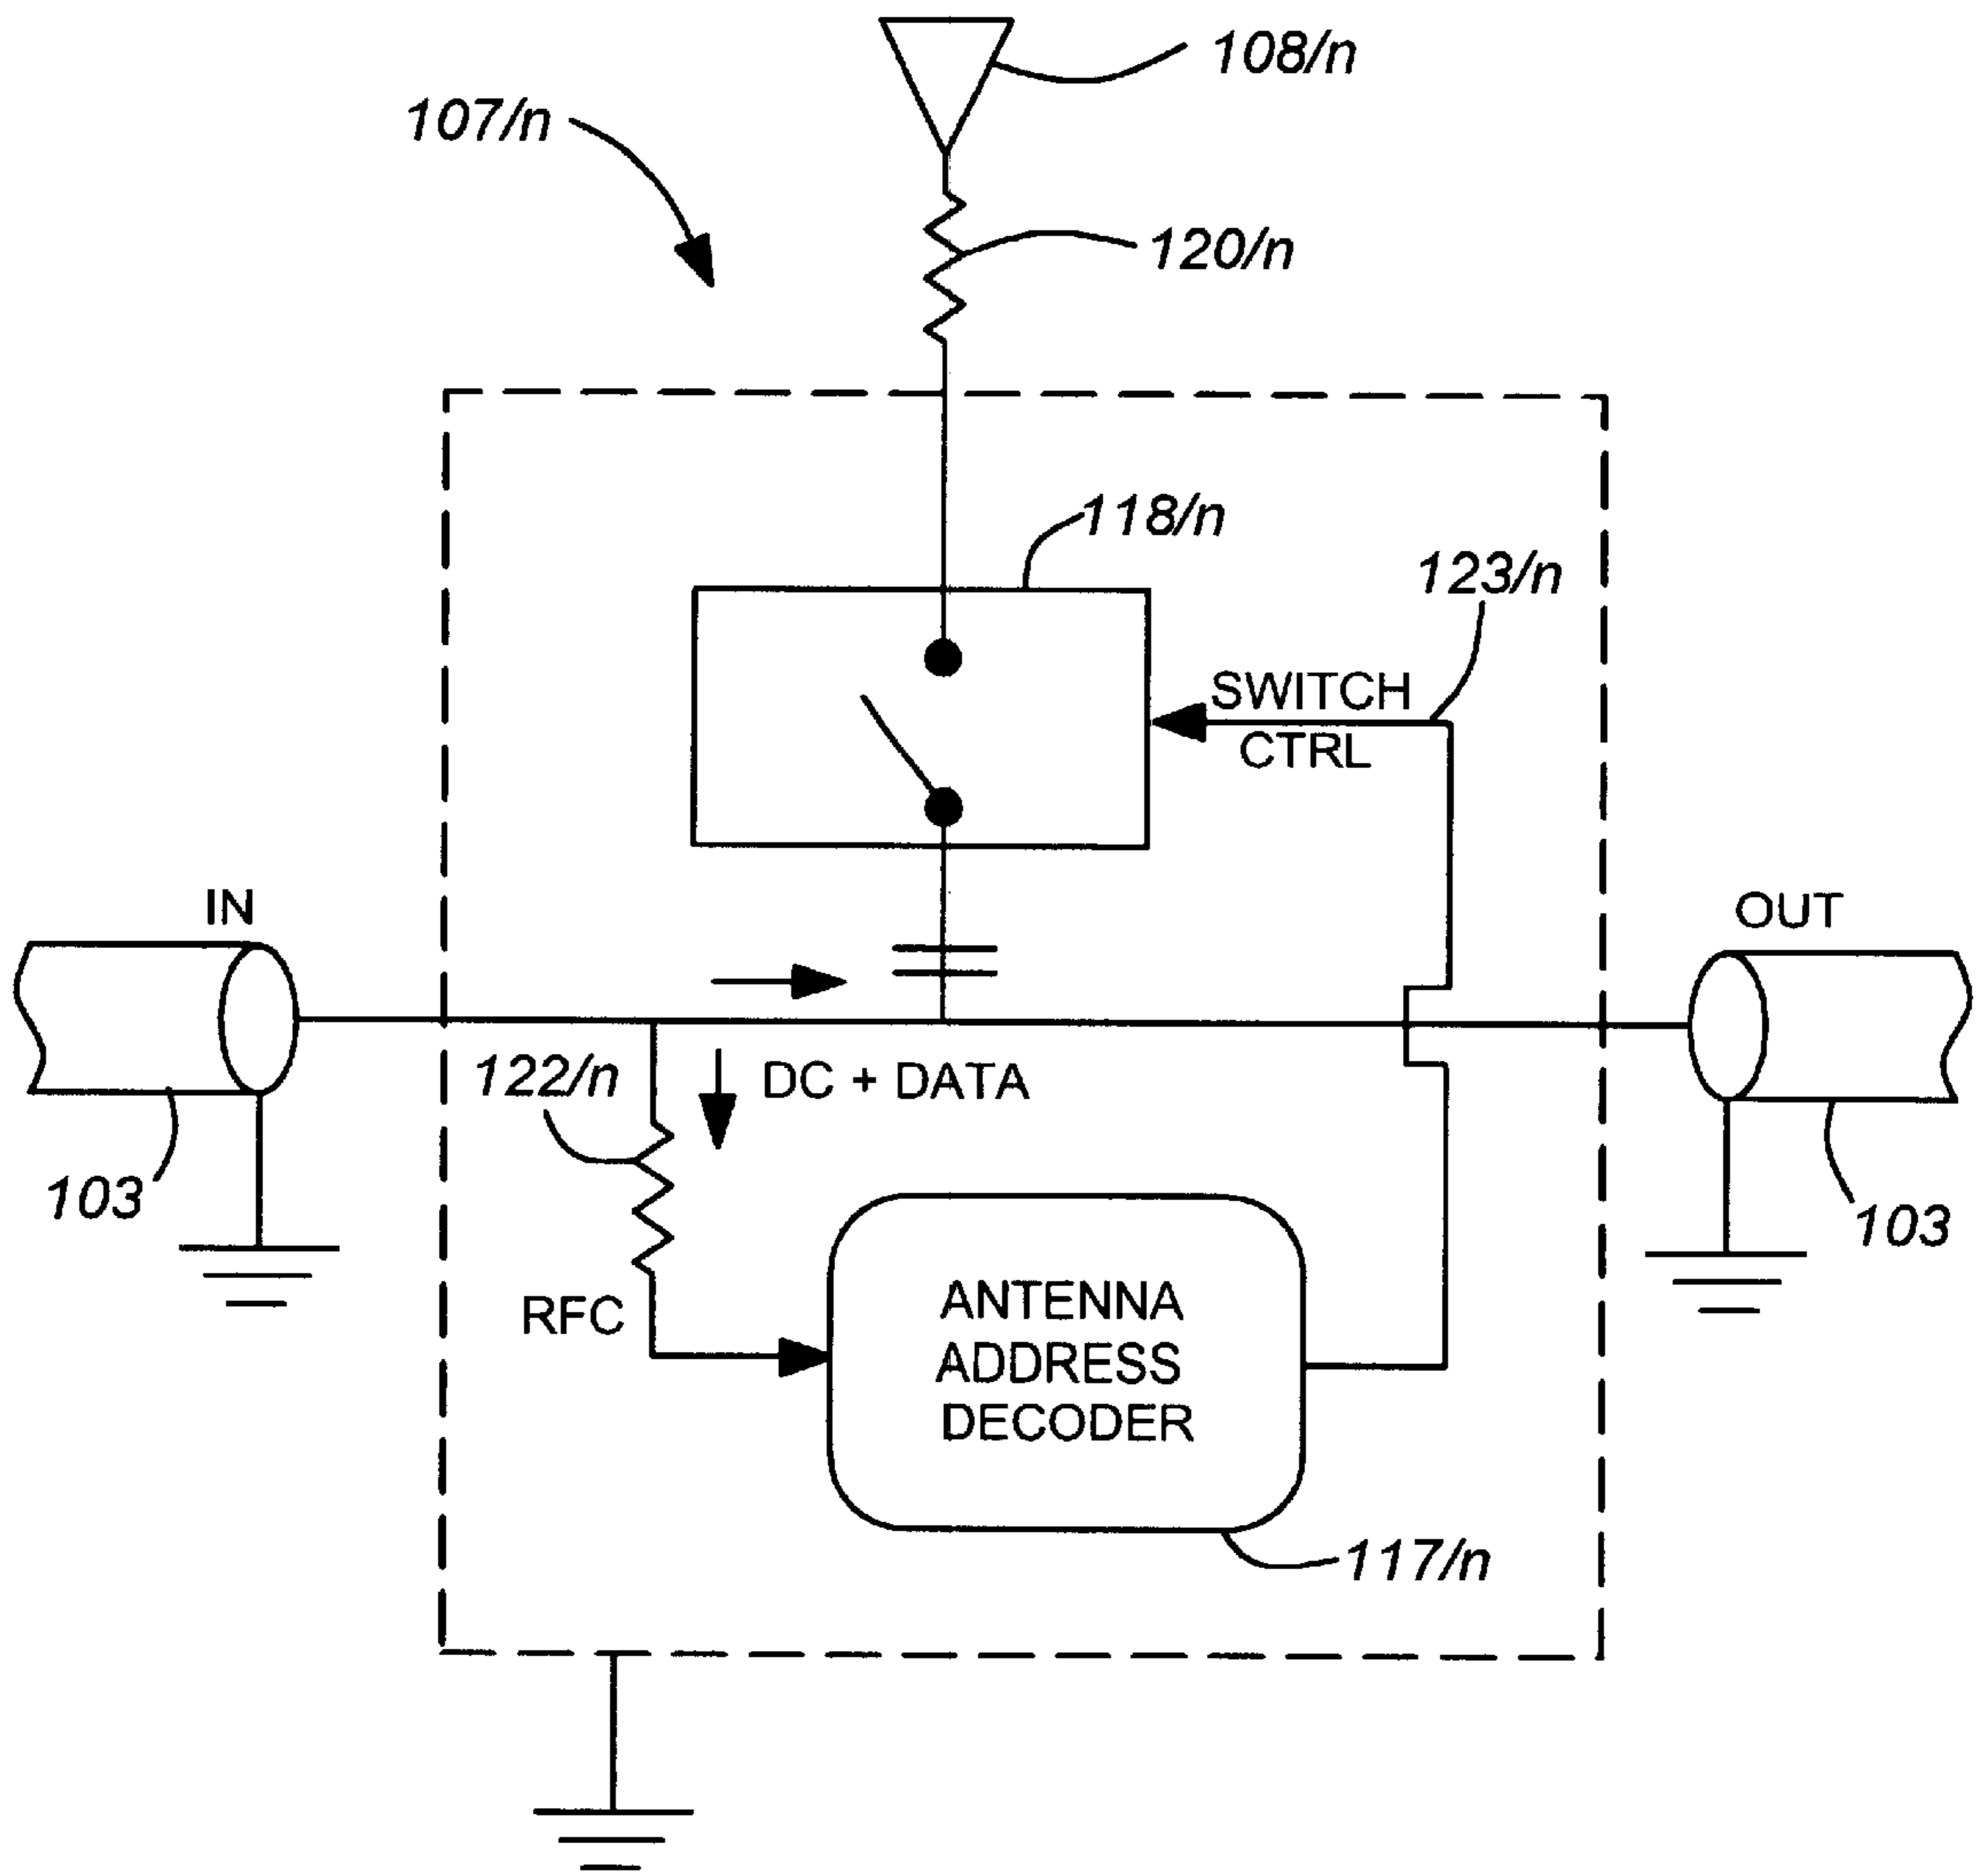 108/n
107/n
120/n
118/n
123/n
SWITCH
CTRL
IN
OUT
122/n
DC + DATA
103
103
RFC
ANTENNA
ADDRESS
DECODER
117/n